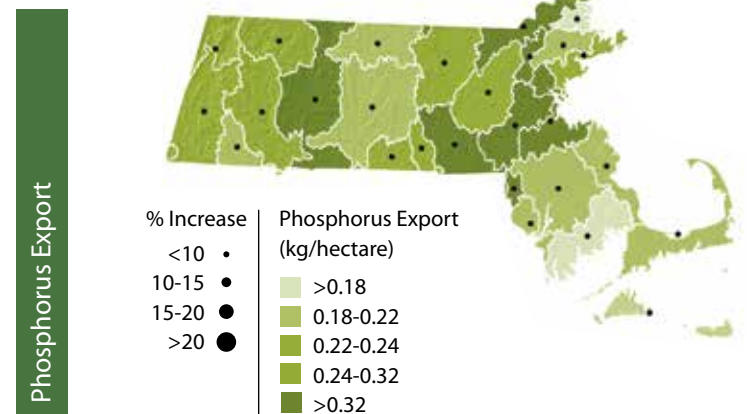 Phosphorus Export
% Increase
<10
10-15
15-20
>20
Phosphorus Export
(kg/hectare)
>0.18
0.18-0.22
0.22-0.24
0.24-0.32
>0.32